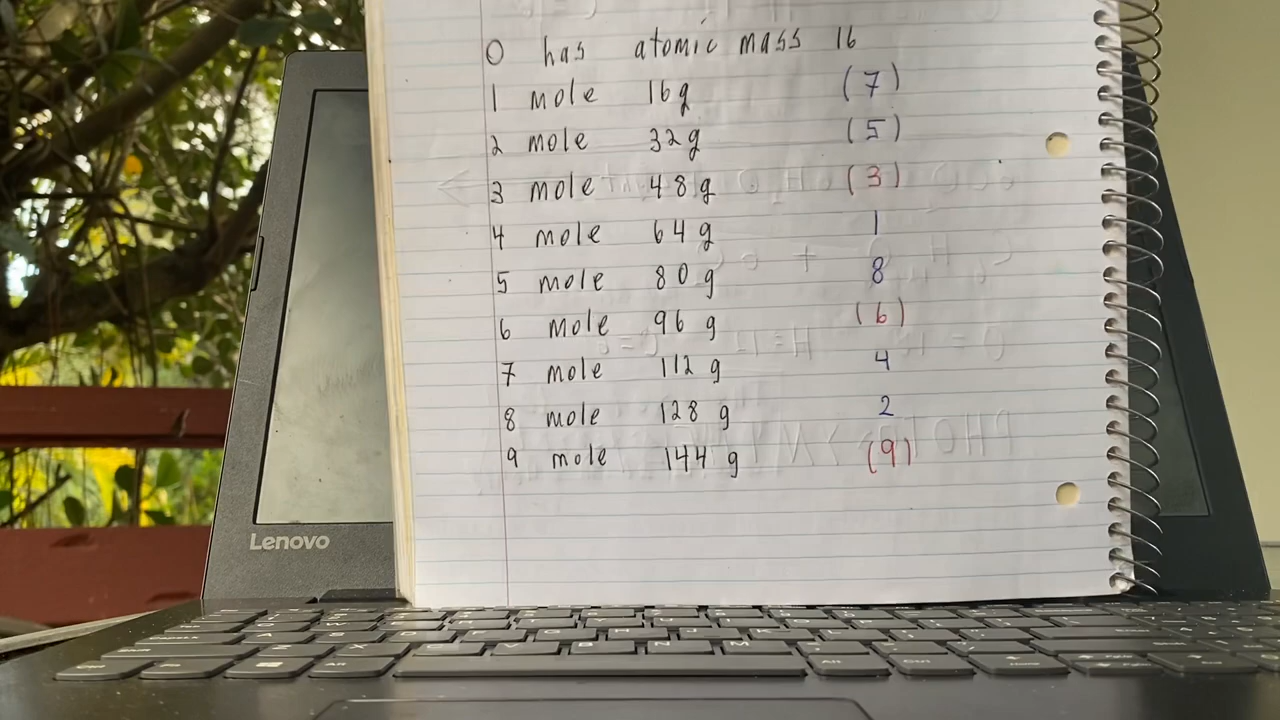 O has atomic mass 16
1 mole 16g (7)
2 mole 32g (5)
3 mole 48g (3)
4 mole 64g 1
5 mole 80g 8
6 mole 96 g (6)
7 mole 112 g 4
8 mole 128 g 2
9 mole 144 g (9)
Lenovo